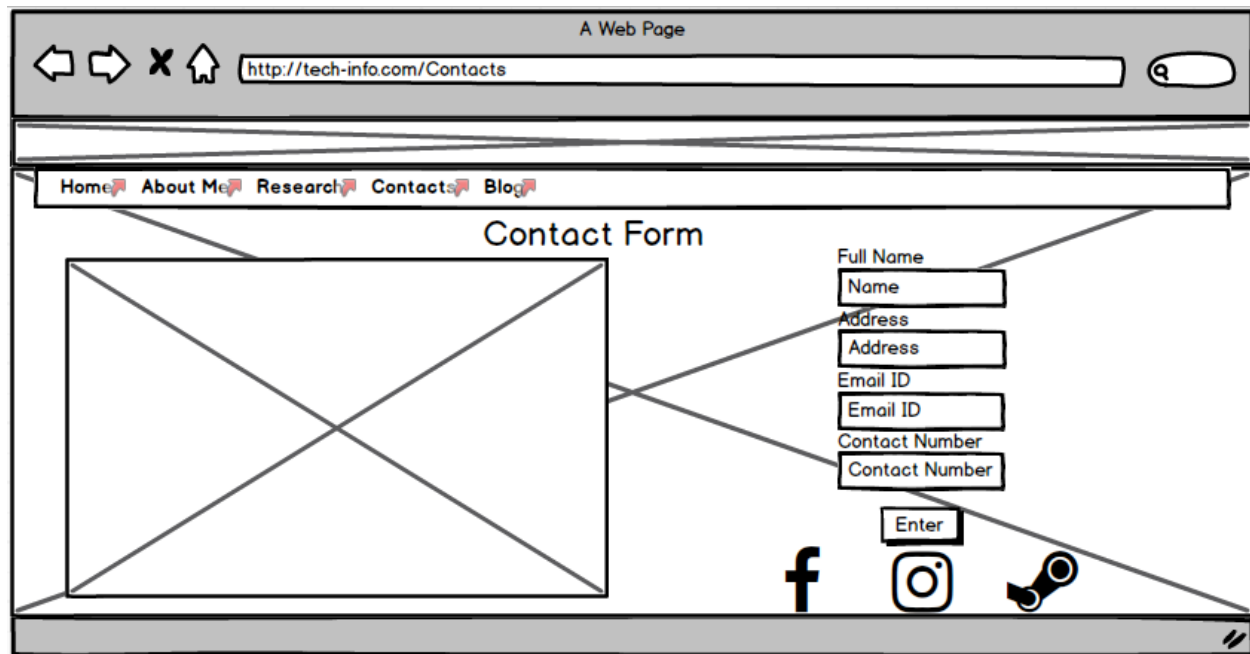 A Web Page
http://tech-info.com/Contacts
Home About Me Research Contacts Blog
Contact Form
Full Name
Name
Address
Address
Email ID
Email ID
Contact Number
Contact Number
Enter